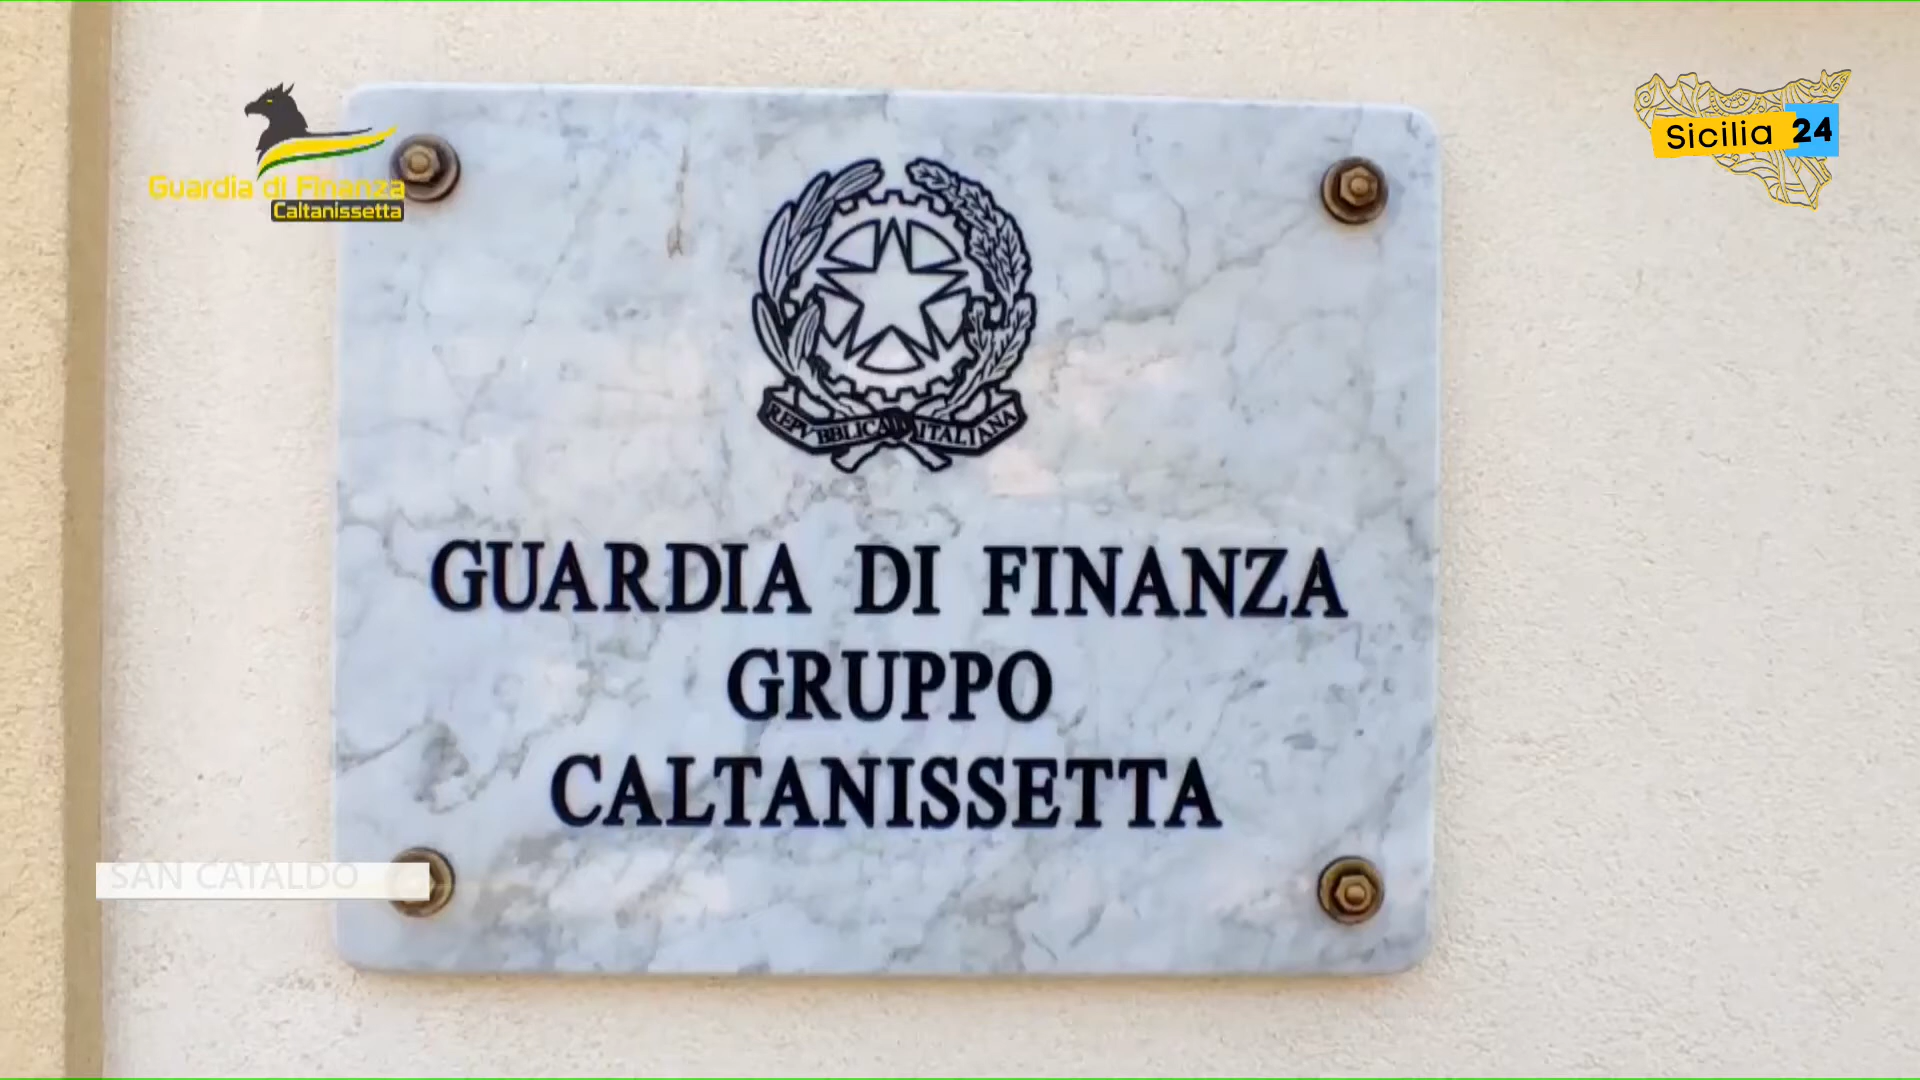 Guardia di Finanza
Caltanissetta
Sicilia 24
REPVBBLICA ITALIANA
GUARDIA DI FINANZA
GRUPPO
CALTANISSETTA
SAN CATALDO